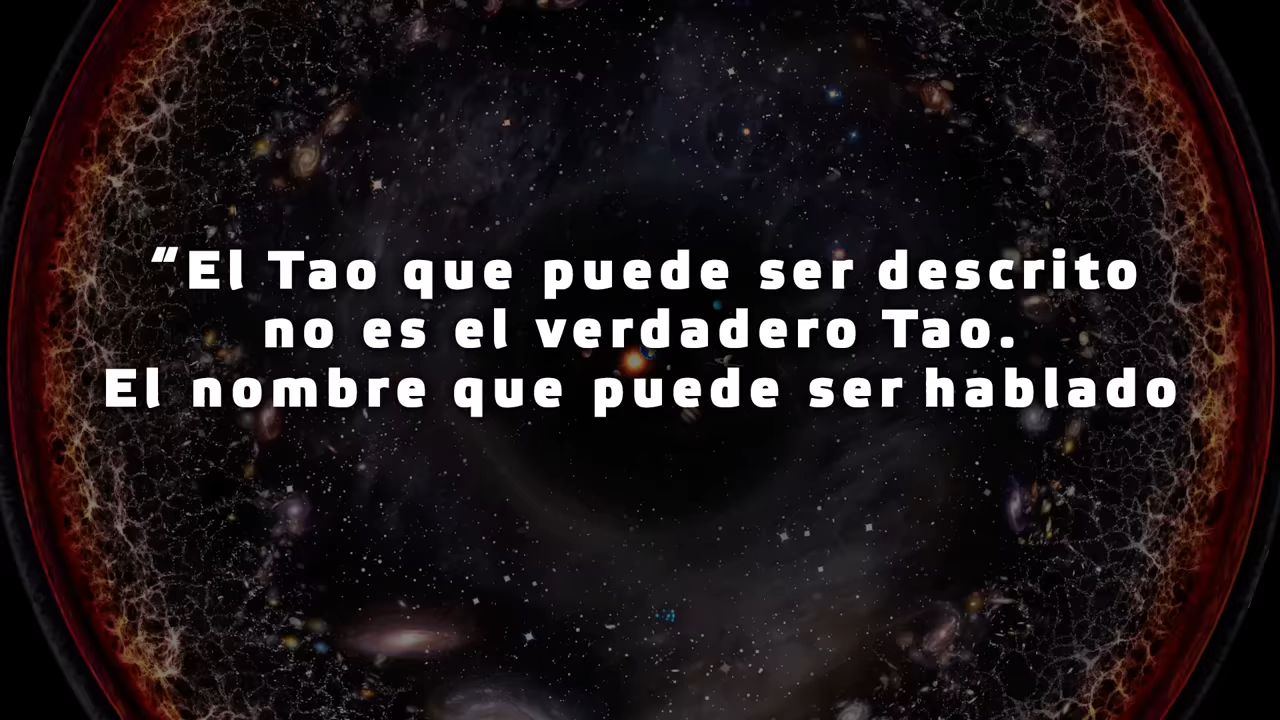 “El Tao que puede ser descrito
no es el verdadero Tao.
El nombre que puede ser hablado